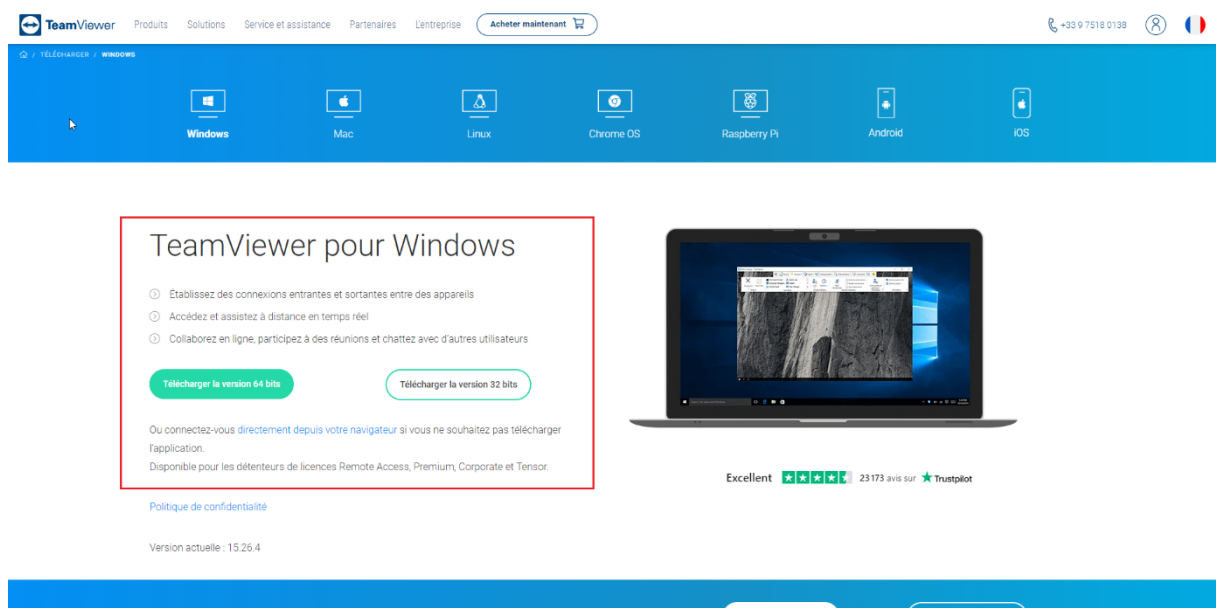 TeamViewer
Produits
Solutions
Service et assistance
Partenaires
L'entreprise
Acheter maintenant
+33 9 7518 0138
/ TÉLÉCHARGER / WINDOWS
Windows
Mac
Linux
Chrome OS
Raspberry Pi
Android
iOS
TeamViewer pour Windows
Établissez des connexions entrantes et sortantes entre des appareils
Accédez et assistez à distance en temps réel
Collaborez en ligne, participez à des réunions et chattez avec d'autres utilisateurs
Télécharger la version 64 bits
Télécharger la version 32 bits
Ou connectez-vous directement depuis votre navigateur si vous ne souhaitez pas télécharger
l'application.
Disponible pour les détenteurs de licences Remote Access, Premium, Corporate et Tensor.
Excellent
23 173 avis sur
Trustpilot
Politique de confidentialité
Version actuelle : 15.26.4